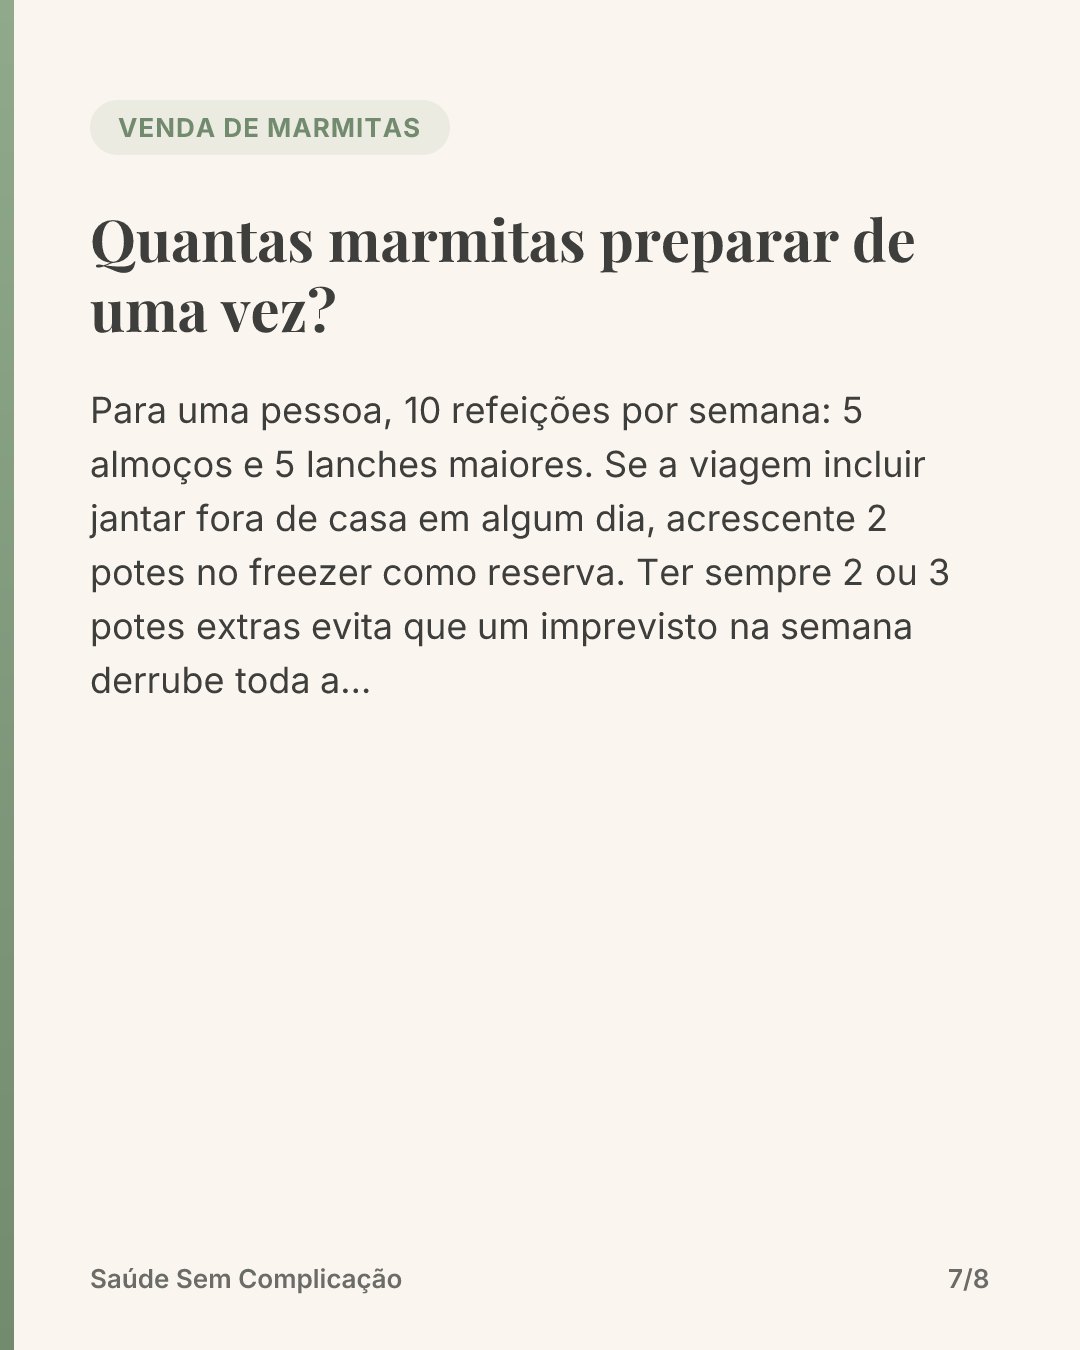 VENDA DE MARMITAS
Quantas marmitas preparar de
uma vez?
Para uma pessoa, 10 refeições por semana: 5
almoços e 5 lanches maiores. Se a viagem incluir
jantar fora de casa em algum dia, acrescente 2
potes no freezer como reserva. Ter sempre 2 ou 3
potes extras evita que um imprevisto na semana
derrube toda a...
Saúde Sem Complicação
7/8